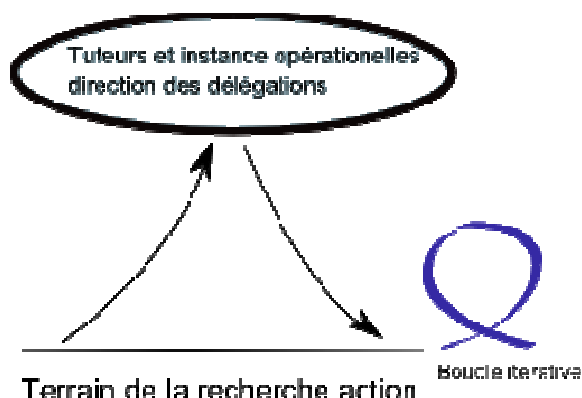 Tuteurs et instance opérationelles
direction des délégations
Boucle iterative
Terrain de la recherche action